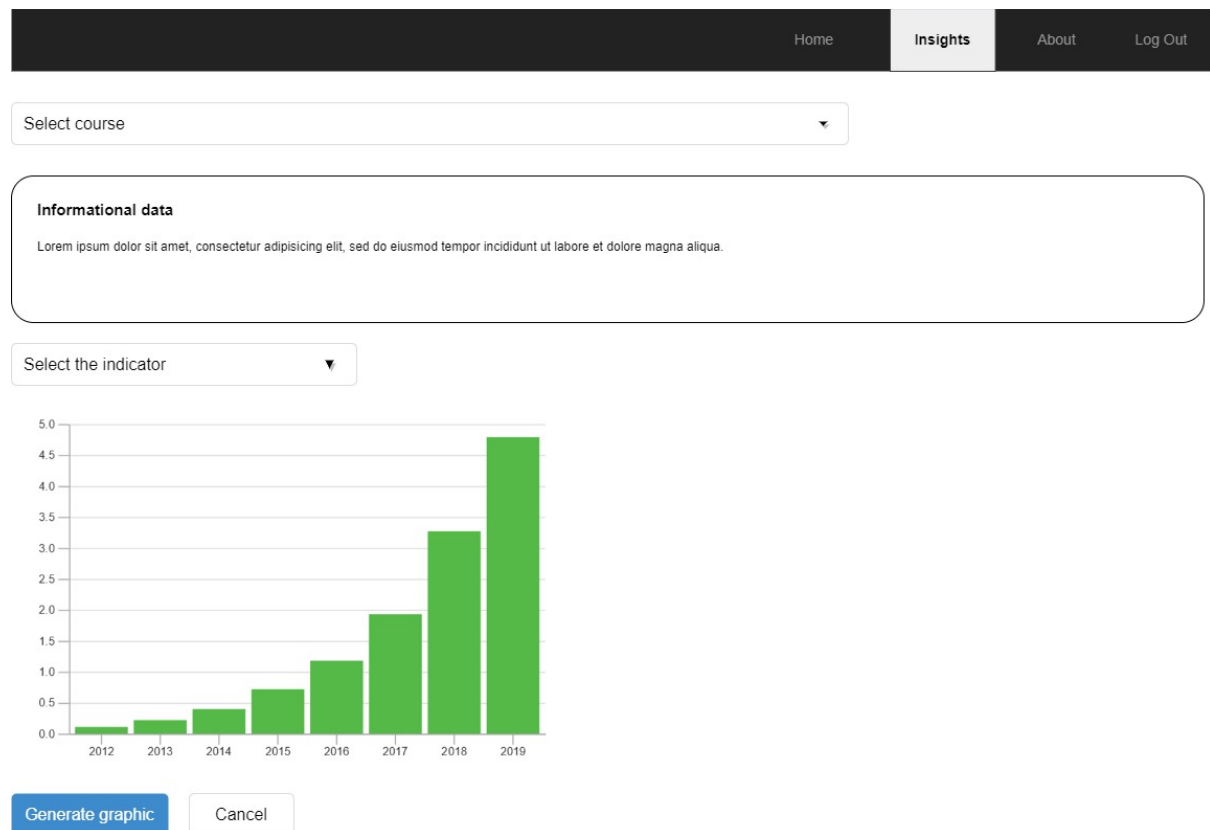 Home Insights About Log Out
Select course
Informational data
Lorem ipsum dolor sit amet, consectetur adipisicing elit, sed do eiusmod tempor incididunt ut labore et dolore magna aliqua.
Select the indicator
5.0
4.5
4.0
3.5
3.0
2.5
2.0
1.5
1.0
0.5
0.0
2012 2013 2014 2015 2016 2017 2018 2019
Generate graphic Cancel